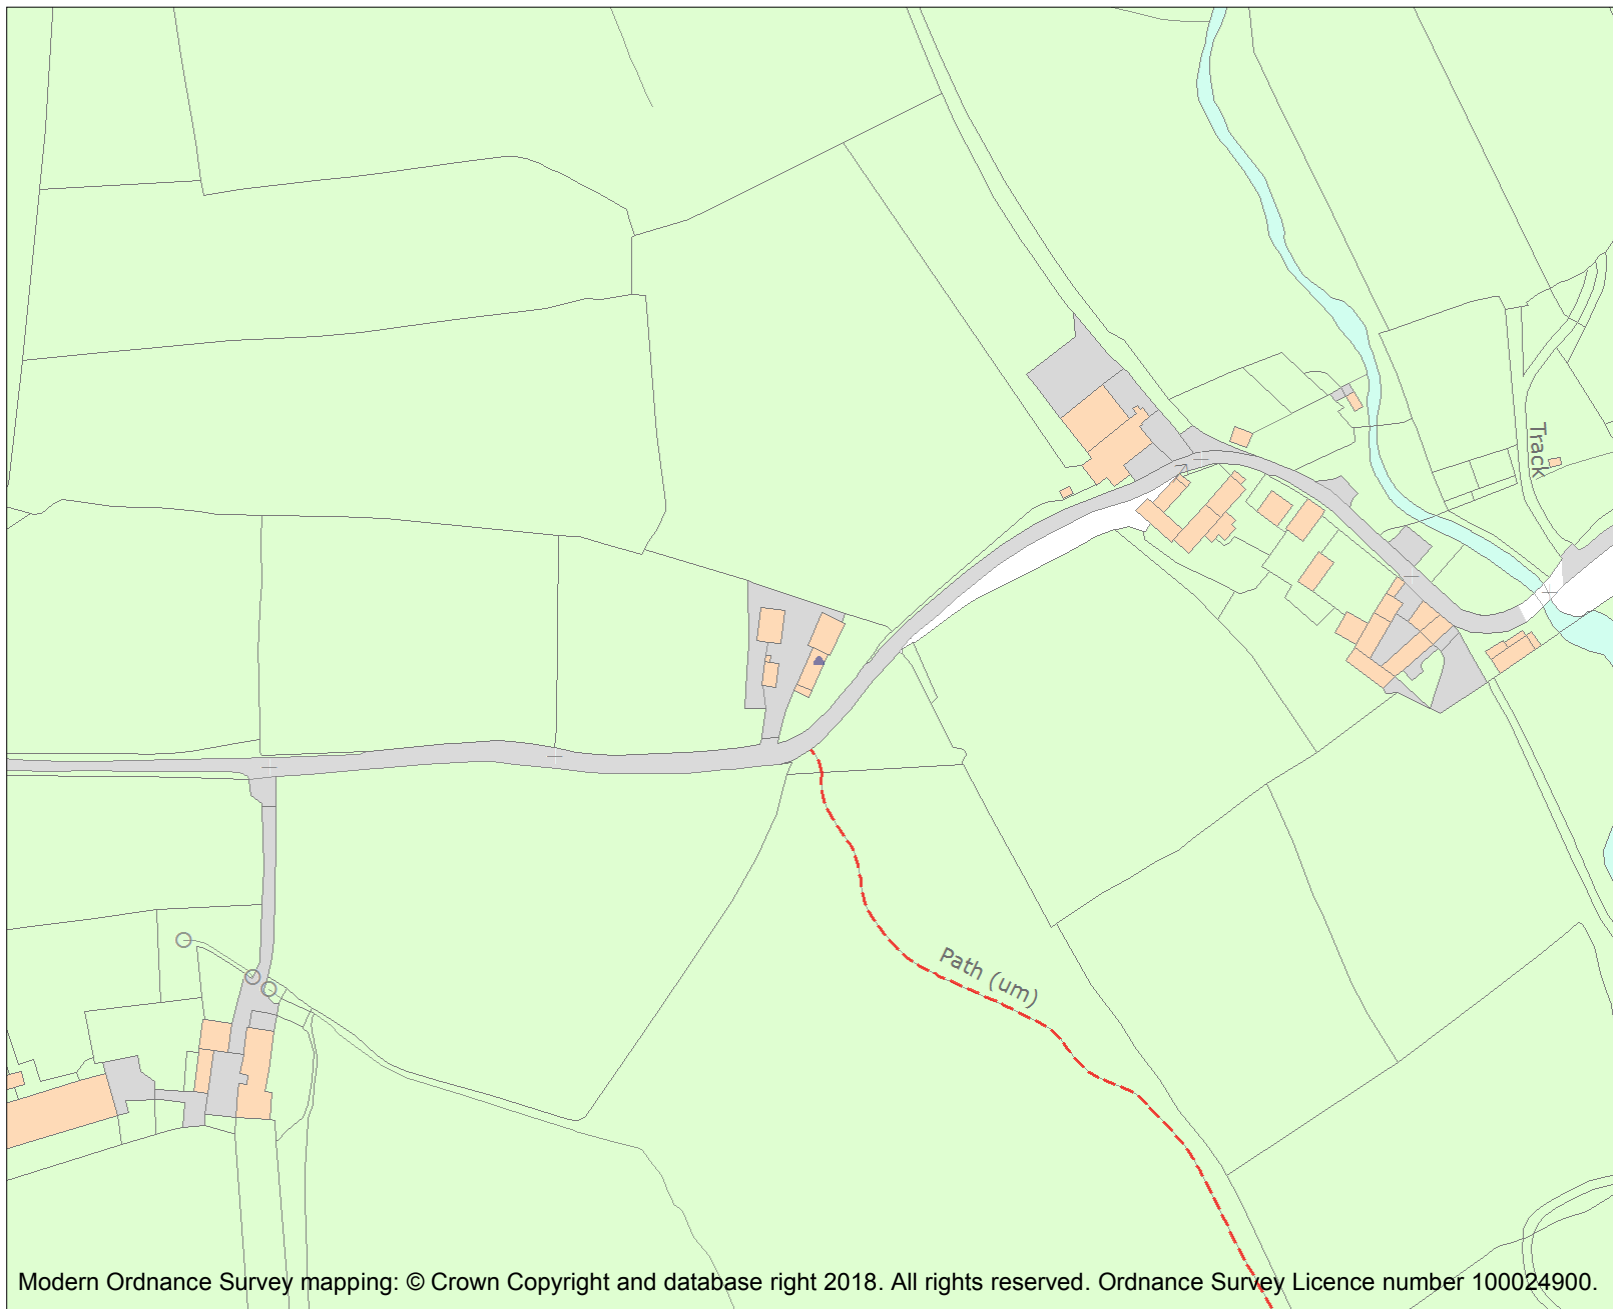 Track
Path (um)
Modern Ordnance Survey mapping: © Crown Copyright and database right 2018. All rights reserved. Ordnance Survey Licence number 100024900.